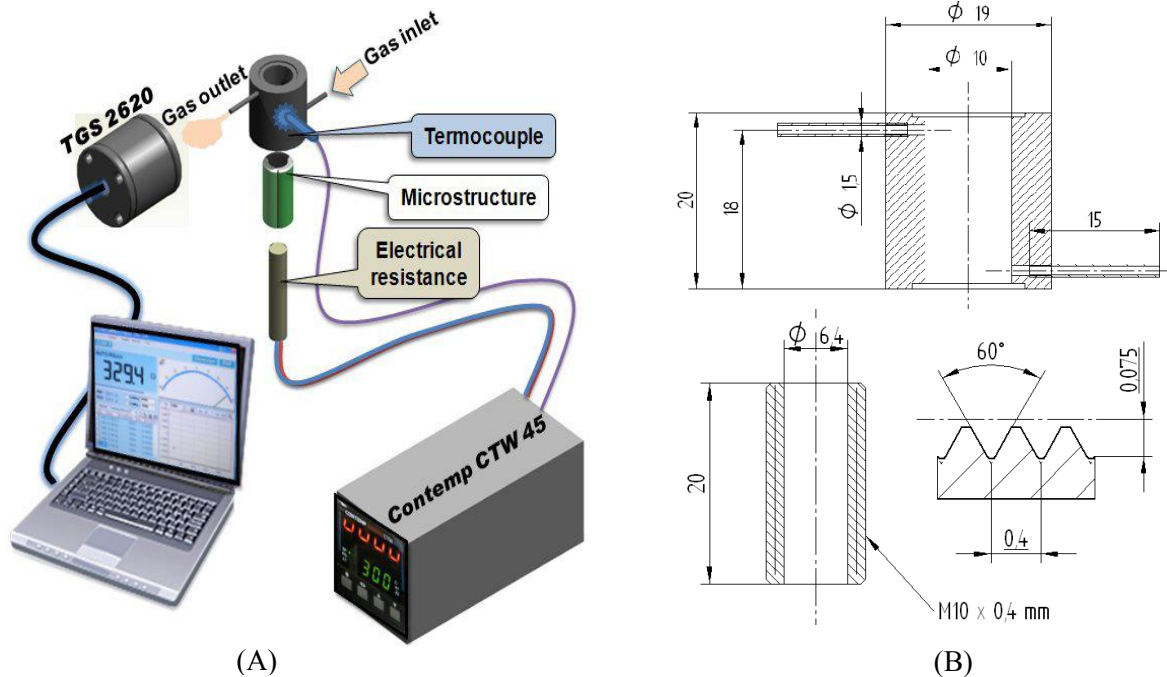 Gas inlet
Gas outlet
TGS 2620
Termocouple
Microstructure
Electrical
resistance
329.4
Contemp CTW 45
CONTEMP
300
(A)
ϕ 19
ϕ 10
20
18
ϕ 1,5
15
ϕ 6,4
60°
0,075
20
0,4
M10 x 0,4 mm
(B)